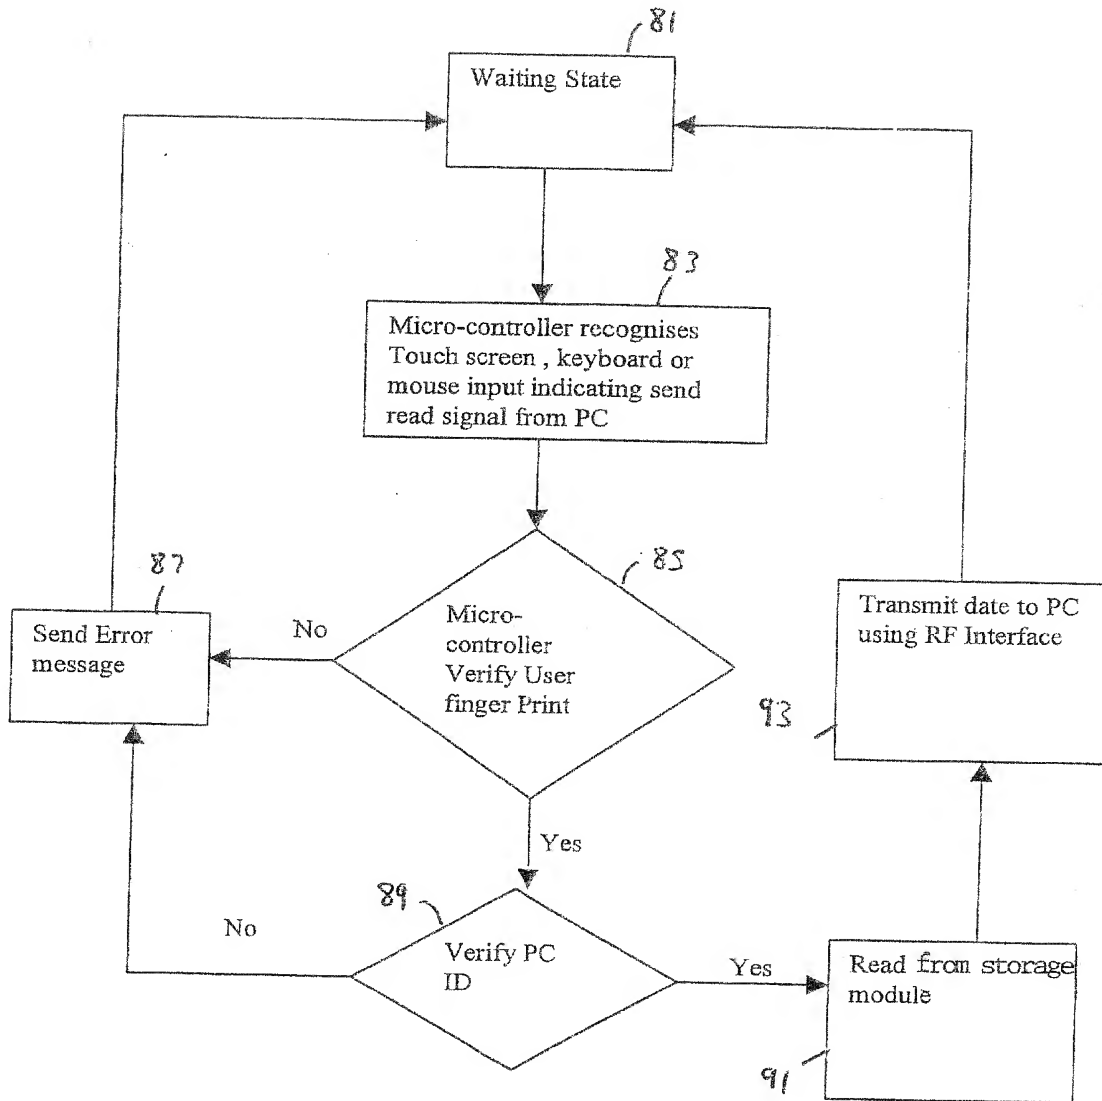 81
Waiting State
83
Micro-controller recognises
Touch screen , keyboard or
mouse input indicating send
read signal from PC
85
Micro-
controller
Verify User
finger Print
No
87
Send Error
message
Transmit date to PC
using RF Interface
93
Yes
89
Verify PC
ID
No
Yes
Read from storage
module
91